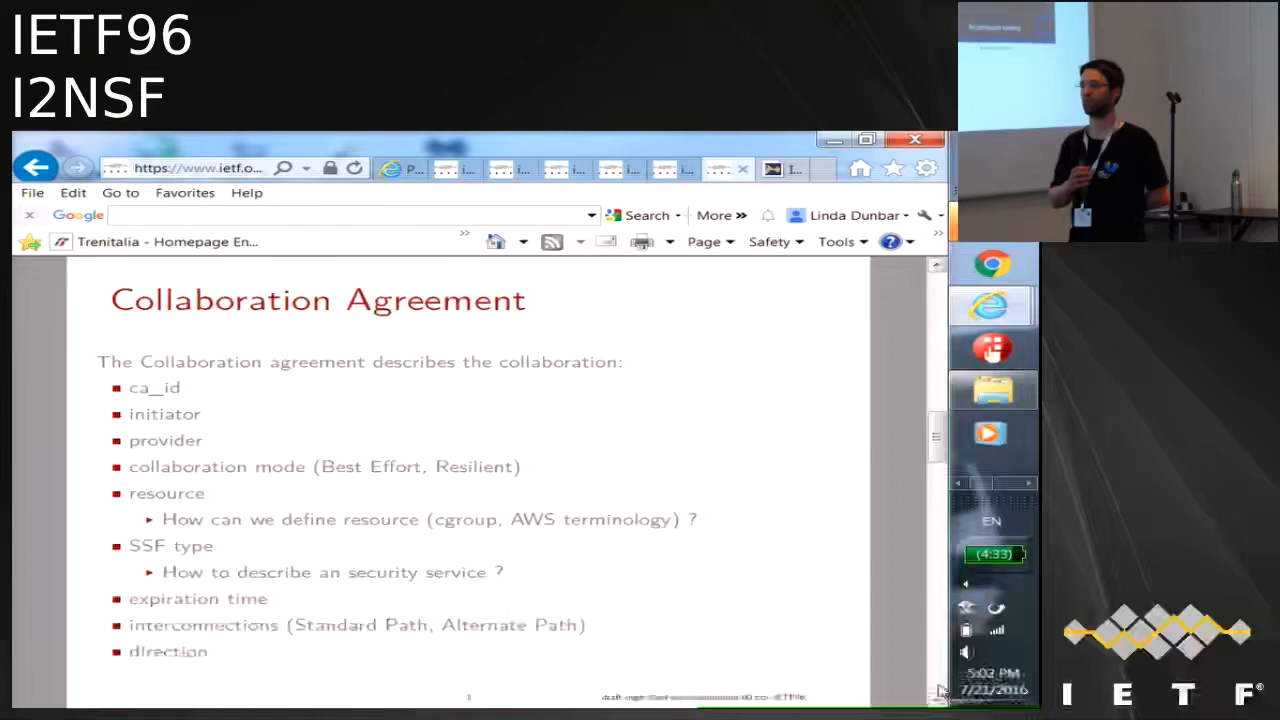 IETF96
I2NSF
https://www.ietf.o...
P...
i...
i...
i...
i...
i...
I...
File Edit Go to Favorites Help
x Google Search More » Linda Dunbar
Trenitalia - Homepage En... » Page Safety Tools »
Collaboration Agreement
The Collaboration agreement describes the collaboration:
ca_id
initiator
provider
collaboration mode (Best Effort, Resilient)
resource
How can we define resource (cgroup, AWS terminology) ?
SSF type
How to describe an security service ?
expiration time
interconnections (Standard Path, Alternate Path)
direction
1
EN
(4:33)
5:02 PM
7/21/2016
I E T F®